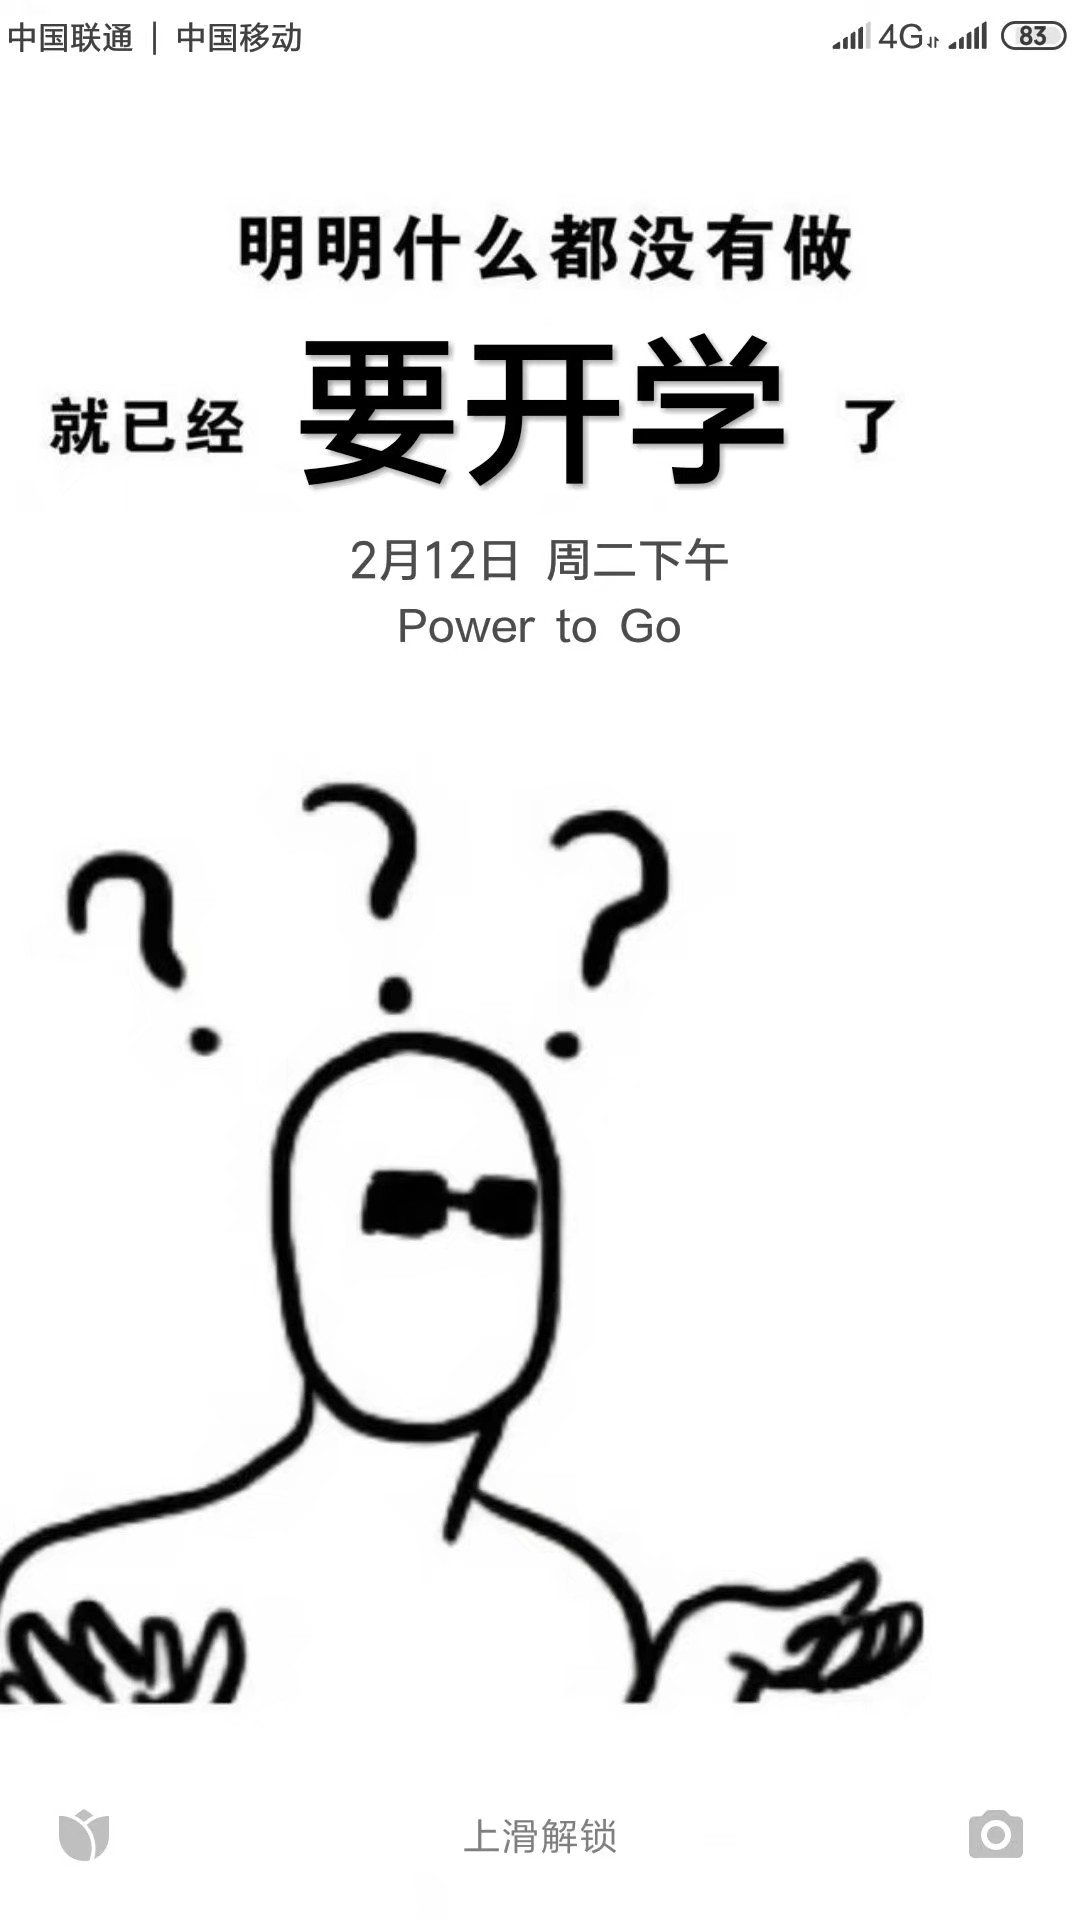 中国联通 | 中国移动 4G 83
明明什么都没有做
就已经 要开学 了
2月12日 周二下午
Power to Go
? ? ?
上滑解锁